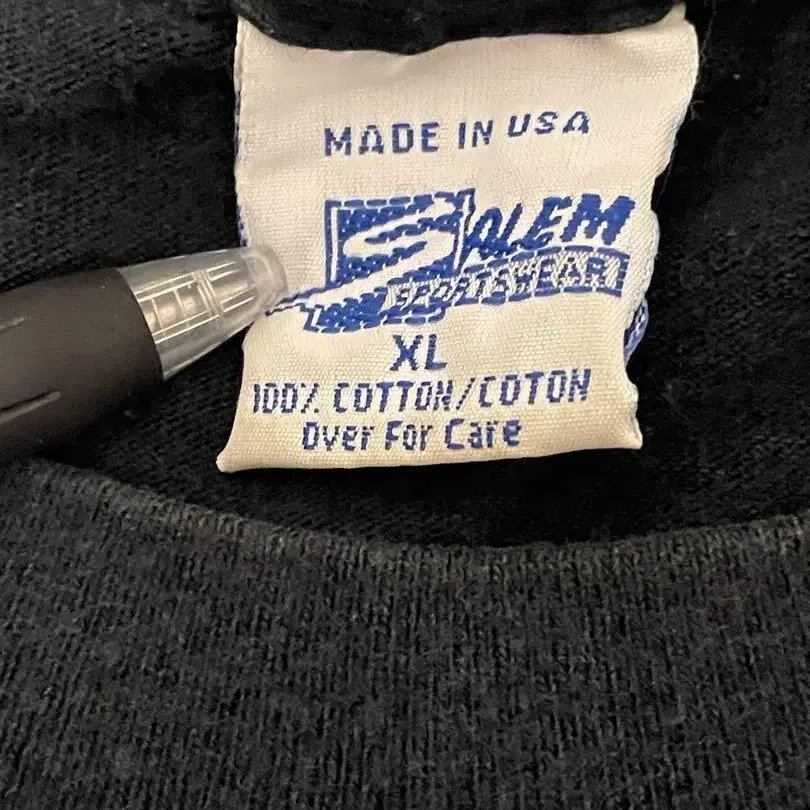 MADE IN USA
SALEM
SPORTSWEAR
XL
100% COTTON/COTON
Over For Care